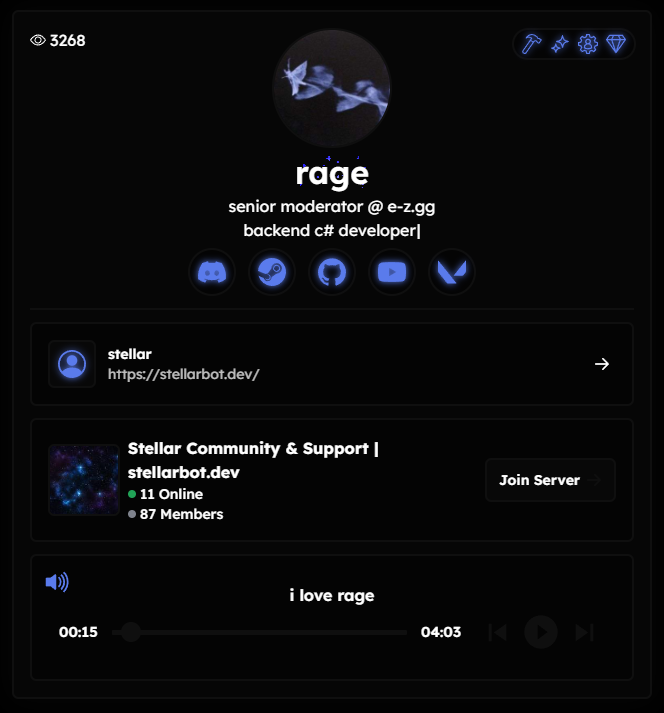 3268
rage
senior moderator @ e-z.gg
backend c# developer|
stellar
https://stellarbot.dev/
Stellar Community & Support |
stellarbot.dev
11 Online
87 Members
Join Server
i love rage
00:15
04:03